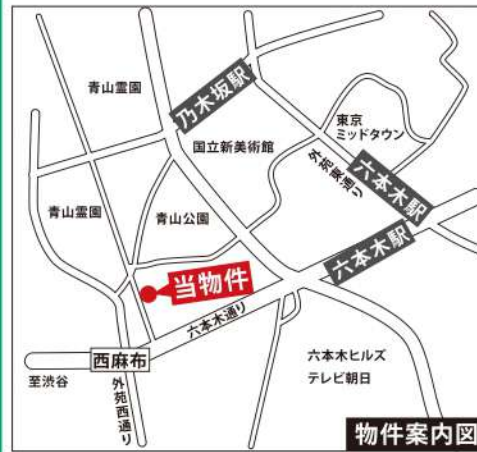 青山霊園
乃木坂駅
国立新美術館
東京
ミッドタウン
外苑東通り
六本木駅
青山霊園
青山公園
六本木駅
当物件
六本木通り
西麻布
至渋谷
外苑西通り
六本木ヒルズ
テレビ朝日
物件案内図